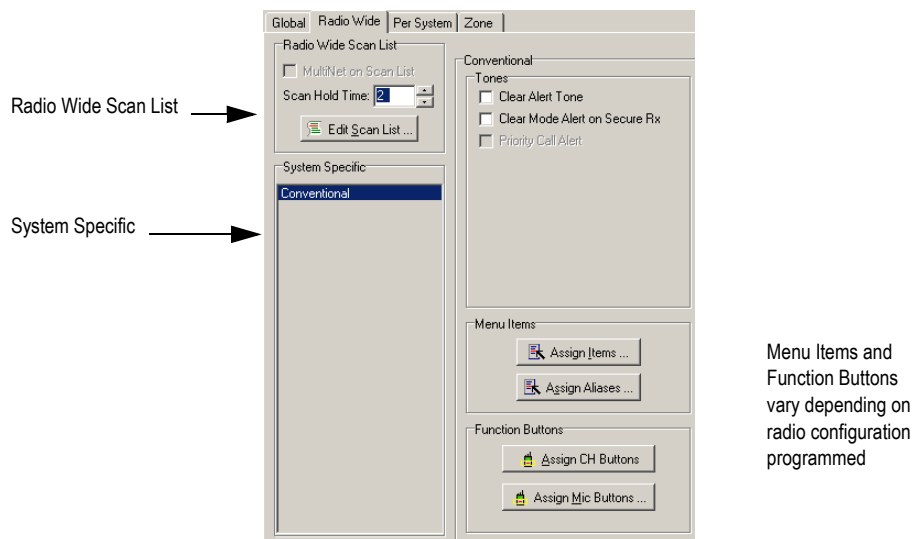 Global Radio Wide Per System Zone
Radio Wide Scan List
MultiNet on Scan List
Scan Hold Time: 2
Edit Scan List ...
System Specific
Conventional
Conventional
Tones
Clear Alert Tone
Clear Mode Alert on Secure Rx
Priority Call Alert
Menu Items
Assign Items ...
Assign Aliases ...
Function Buttons
Assign CH Buttons
Assign Mic Buttons ...
Radio Wide Scan List
System Specific
Menu Items and
Function Buttons
vary depending on
radio configuration
programmed